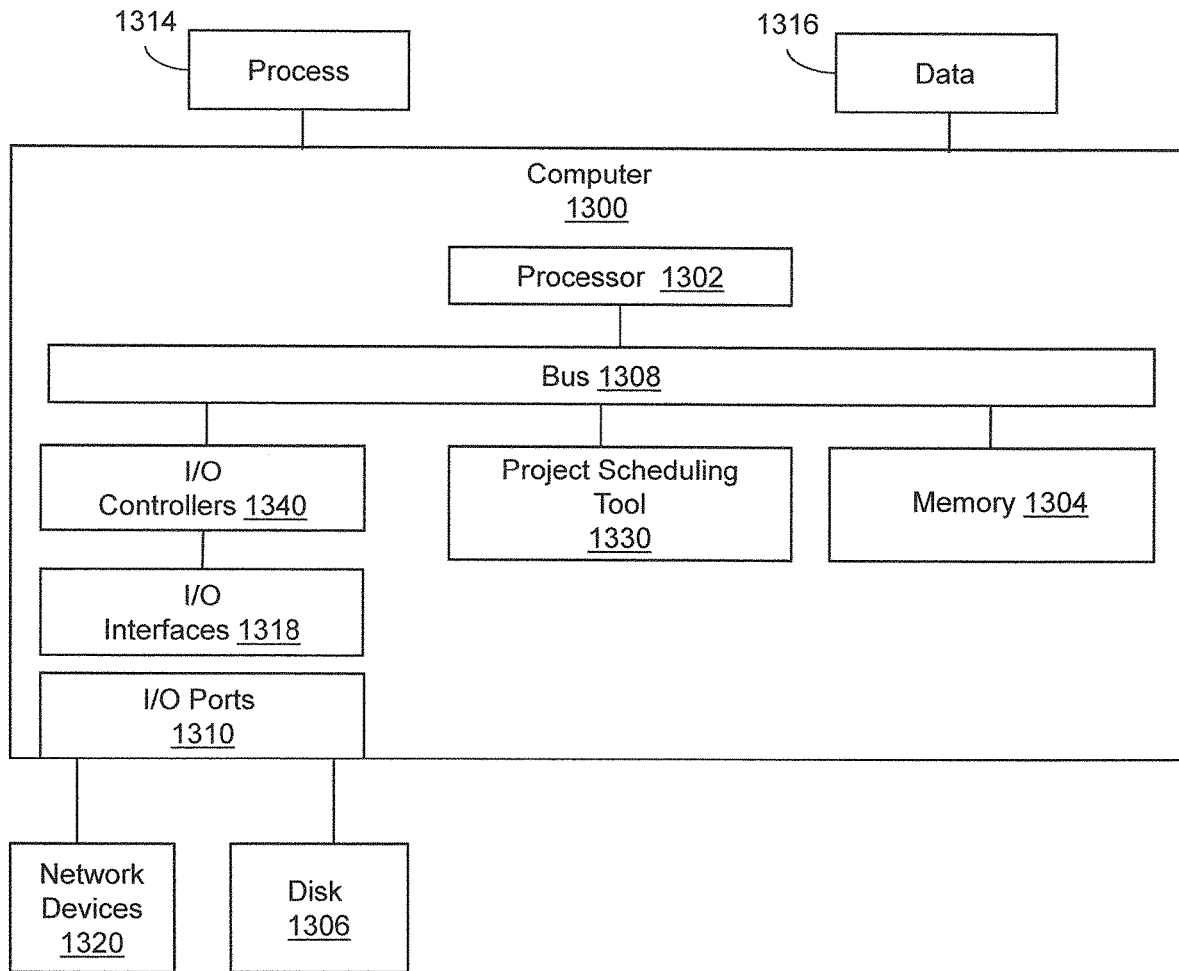 1314
Process
1316
Data
Computer
1300
Processor 1302
Bus 1308
I/O
Controllers 1340
Project Scheduling
Tool
1330
Memory 1304
I/O
Interfaces 1318
I/O Ports
1310
Network
Devices
1320
Disk
1306